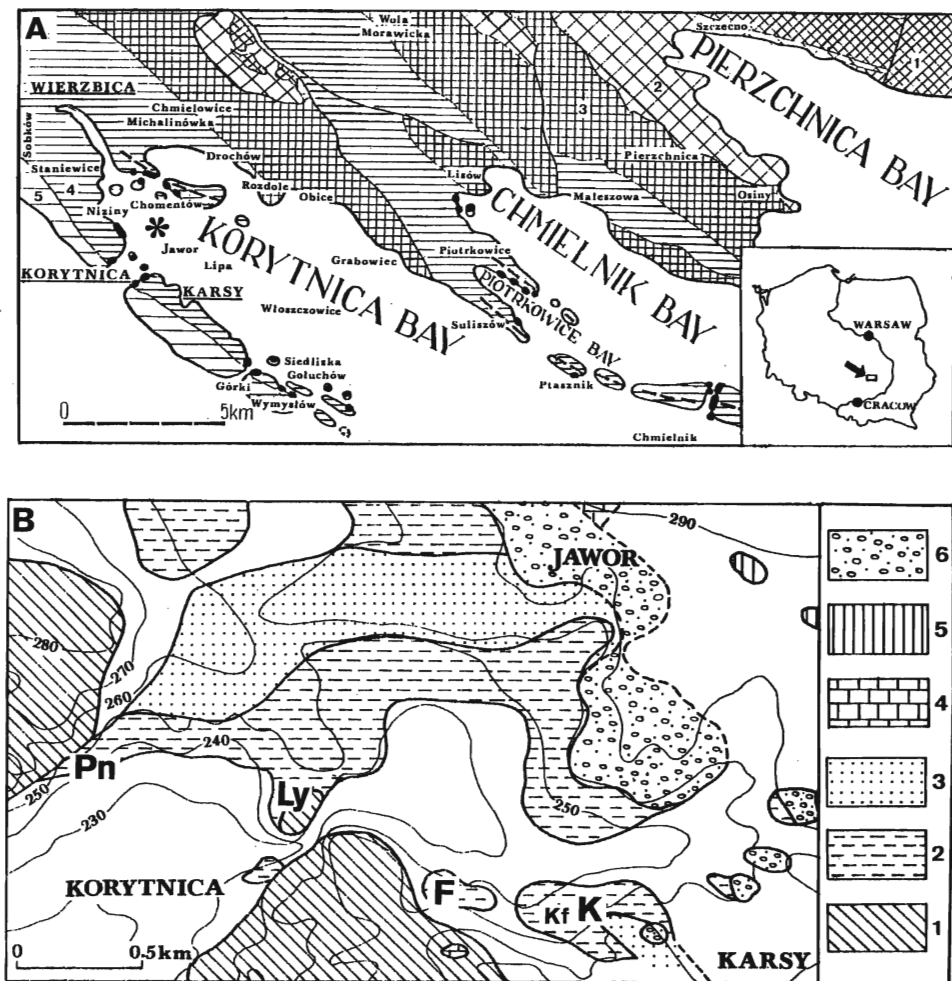 A
Wola
Morawicka
Szczecno
1
PIERZCHNICA BAY
2
3
WIERZBICA
Chmielowice
Michalinówka
Sobków
Drochów
Pierzchnica
Staniewice
Lisów
Rozdole
Obice
Maleszowa
Osiny
5
4
Chomentów
CHMIELNIK BAY
Niziny
KORYTNICA BAY
Jawor
Piotrkowice
Lipa
Grabowiec
KORYTNICA
KARSY
PIOTRKOWICE BAY
Włoszczowice
Suliszów
WARSAW
Siedliska
Gołuchów
Górki
Ptasznik
Wymysłów
CRACOW
0 5km
Chmielnik
B
290
6
JAWOR
280
5
270
260
4
240
Pn
3
250
Ly
250
230
2
KORYTNICA
F
Kf K
1
0 0.5km
KARSY